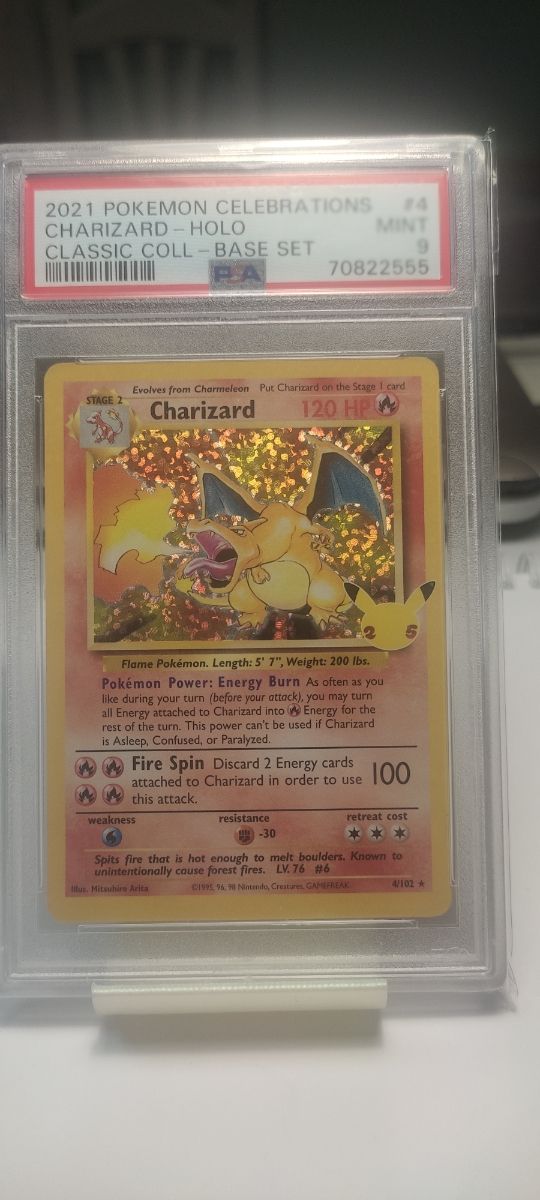 2021 POKEMON CELEBRATIONS #4
CHARIZARD-HOLO MINT
CLASSIC COLL-BASE SET 9
PSA 70822555
Evolves from Charmeleon Put Charizard on the Stage 1 card
STAGE 2
Charizard 120 HP
25
Flame Pokémon. Length: 5' 7", Weight: 200 lbs.
Pokémon Power: Energy Burn As often as you
like during your turn (before your attack), you may turn
all Energy attached to Charizard into Energy for the
rest of the turn. This power can't be used if Charizard
is Asleep, Confused, or Paralyzed.
Fire Spin Discard 2 Energy cards
attached to Charizard in order to use 100
this attack.
weakness resistance retreat cost
-30
Spits fire that is hot enough to melt boulders. Known to
unintentionally cause forest fires. LV. 76 #6
Illus. Mitsuhiro Arita ©1995, 96, 98 Nintendo, Creatures, GAMEFREAK. 4/102 ★